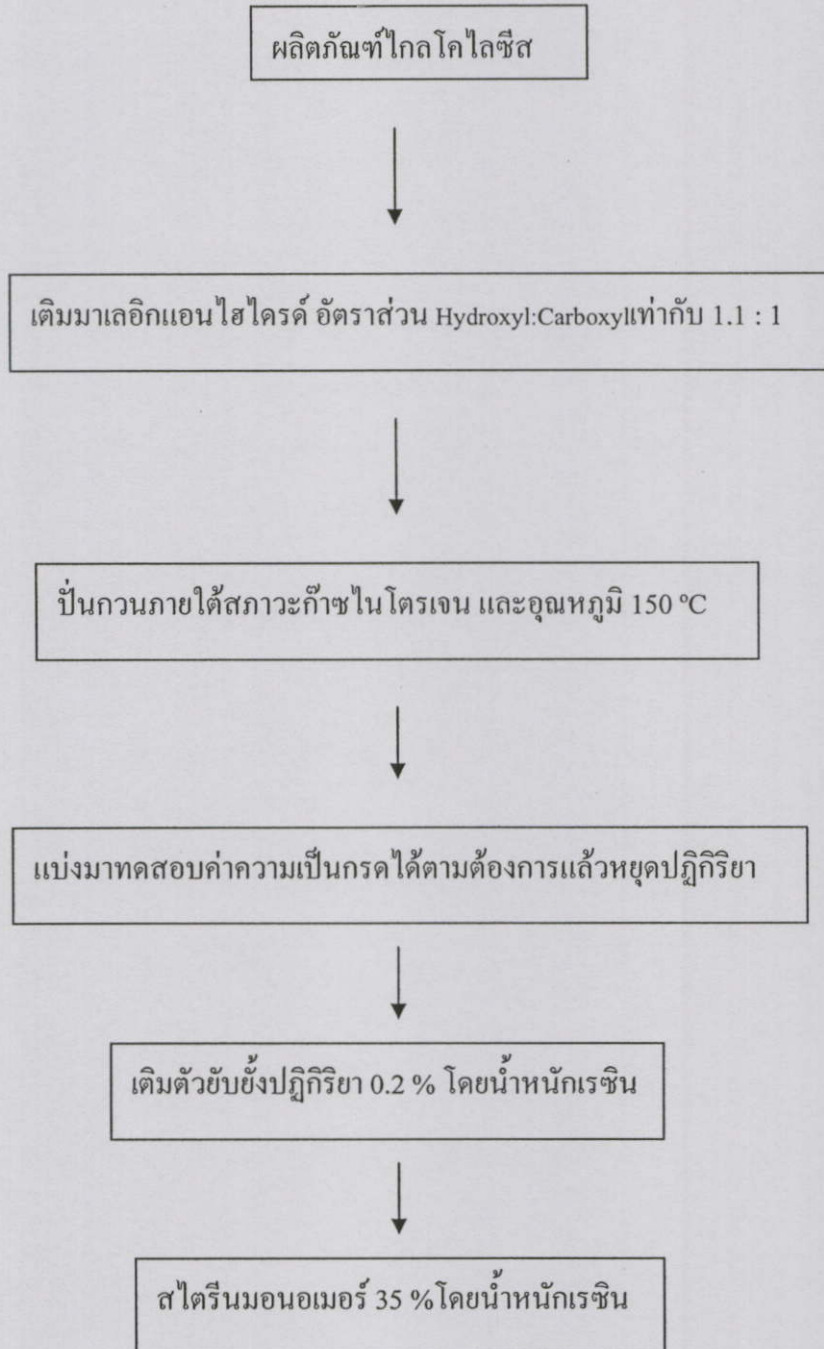 ผลิตภัณฑ์ไกลโคไลซีส
เติมมาเลอิกแอนไฮไดรด์ อัตราส่วน Hydroxyl:Carboxylเท่ากับ 1.1 : 1
ปั่นกวนภายใต้สภาวะก๊าซไนโตรเจน และอุณหภูมิ 150 °C
แบ่งมาทดสอบค่าความเป็นกรดได้ตามต้องการแล้วหยุดปฏิกิริยา
เติมตัวยับยั้งปฏิกิริยา 0.2 % โดยน้ำหนักเรซิน
สไตรีนมอนอเมอร์ 35 %โดยน้ำหนักเรซิน